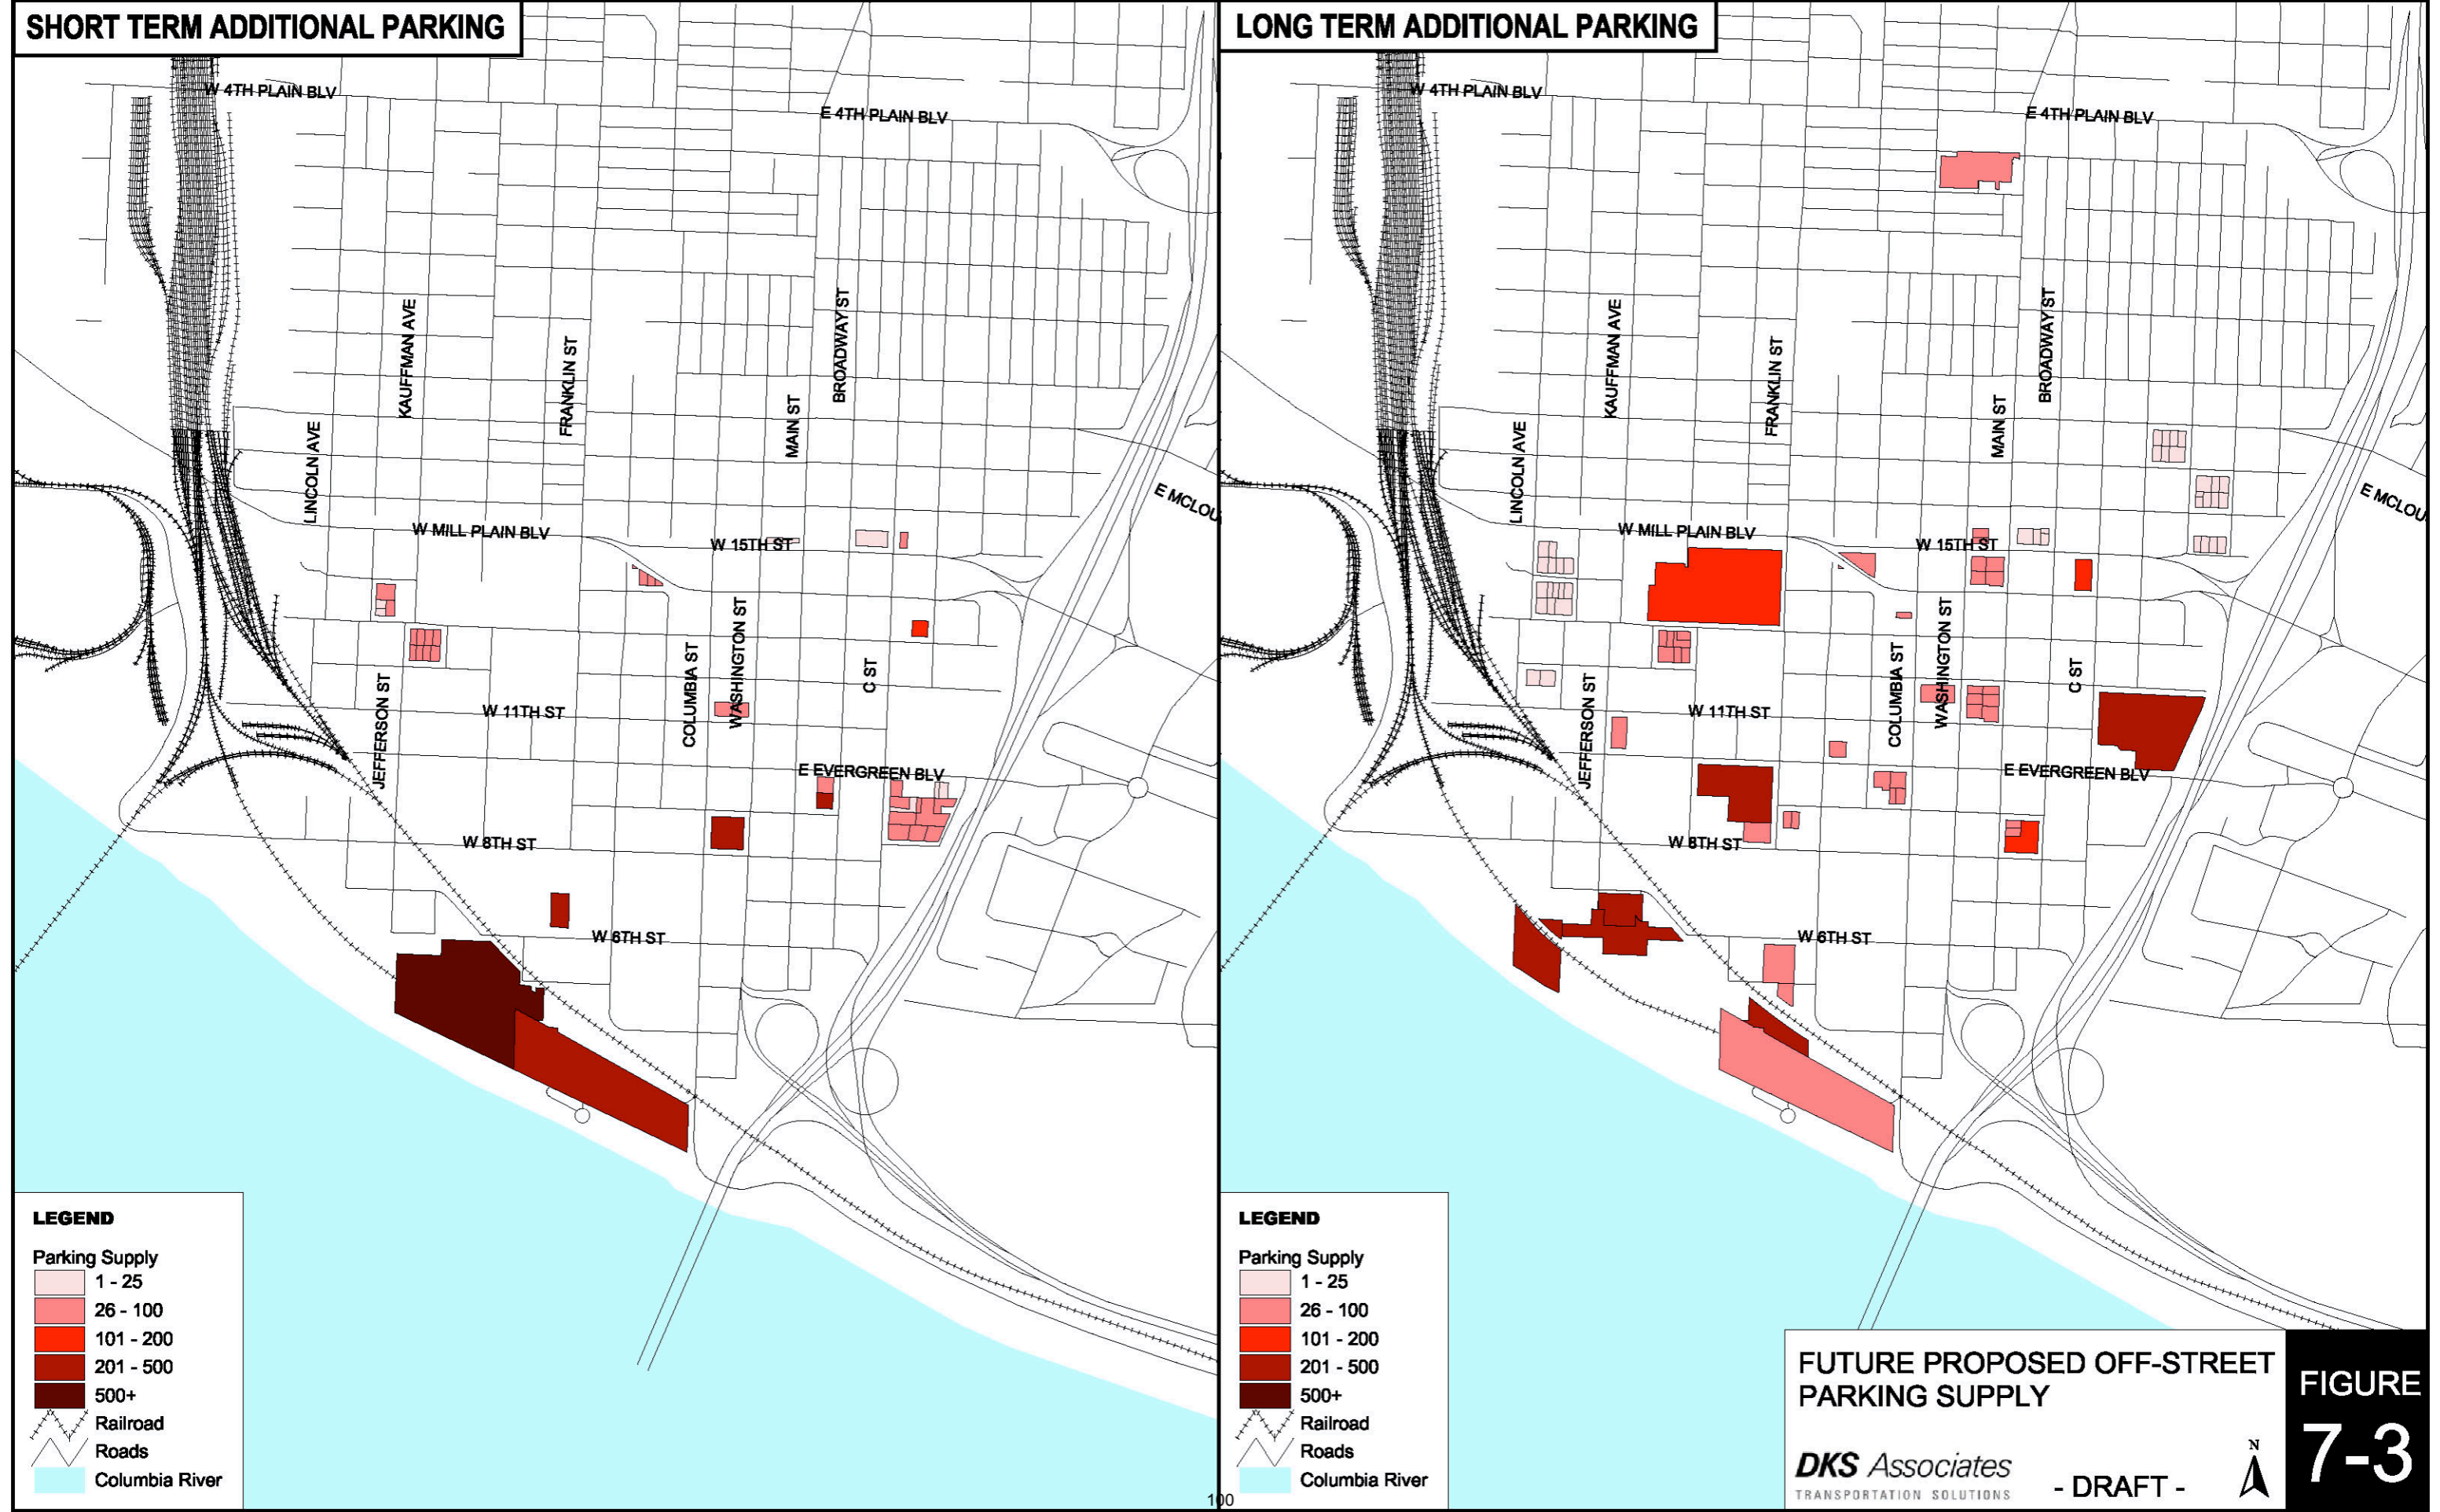 SHORT TERM ADDITIONAL PARKING
W 4TH PLAIN BLV
E 4TH PLAIN BLV
KAUFFMAN AVE
FRANKLIN ST
BROADWAY ST
MAIN ST
LINCOLN AVE
E MCLOU
W MILL PLAIN BLV
W 15TH ST
WASHINGTON ST
COLUMBIA ST
C ST
JEFFERSON ST
W 11TH ST
E EVERGREEN BLV
W 8TH ST
W 6TH ST
LEGEND
Parking Supply
1 - 25
26 - 100
101 - 200
201 - 500
500+
Railroad
Roads
Columbia River
LONG TERM ADDITIONAL PARKING
W 4TH PLAIN BLV
E 4TH PLAIN BLV
KAUFFMAN AVE
FRANKLIN ST
BROADWAY ST
MAIN ST
LINCOLN AVE
E MCLOU
W MILL PLAIN BLV
W 15TH ST
WASHINGTON ST
COLUMBIA ST
C ST
JEFFERSON ST
W 11TH ST
E EVERGREEN BLV
W 8TH ST
W 6TH ST
LEGEND
Parking Supply
1 - 25
26 - 100
101 - 200
201 - 500
500+
Railroad
Roads
Columbia River
FUTURE PROPOSED OFF-STREET
PARKING SUPPLY
DKS Associates
TRANSPORTATION SOLUTIONS
- DRAFT -
N
FIGURE
7-3
100